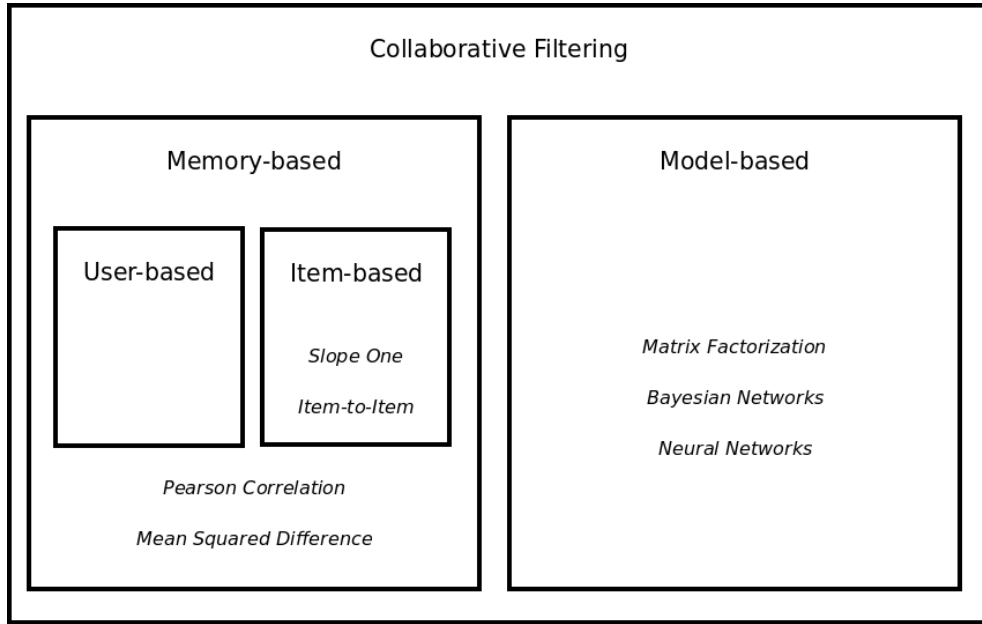 Collaborative Filtering
Memory-based
User-based
Item-based
Slope One
Item-to-Item
Pearson Correlation
Mean Squared Difference
Model-based
Matrix Factorization
Bayesian Networks
Neural Networks